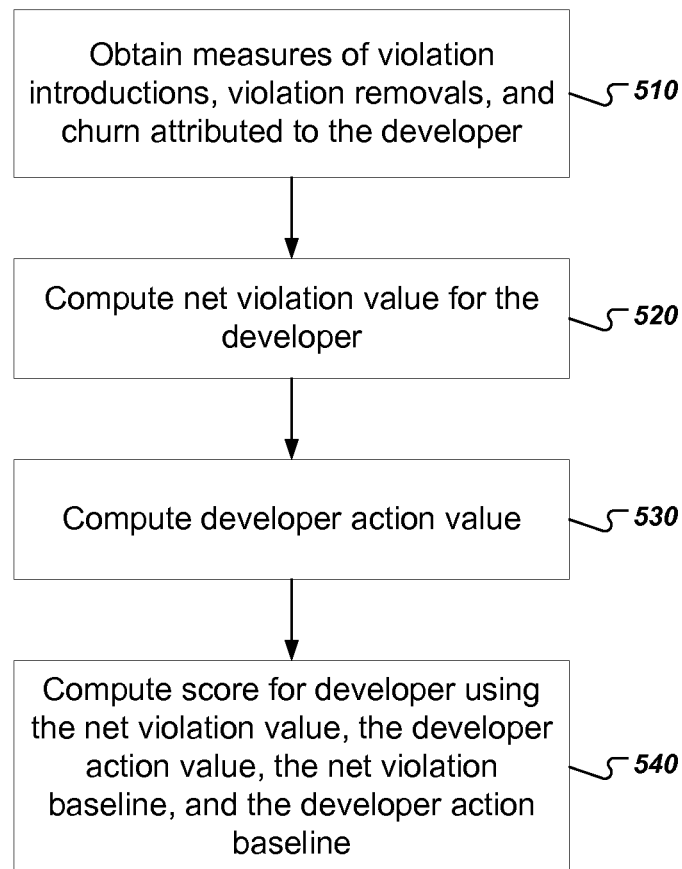 Obtain measures of violation
introductions, violation removals, and
churn attributed to the developer
510
Compute net violation value for the
developer
520
Compute developer action value
530
Compute score for developer using
the net violation value, the developer
action value, the net violation
baseline, and the developer action
baseline
540